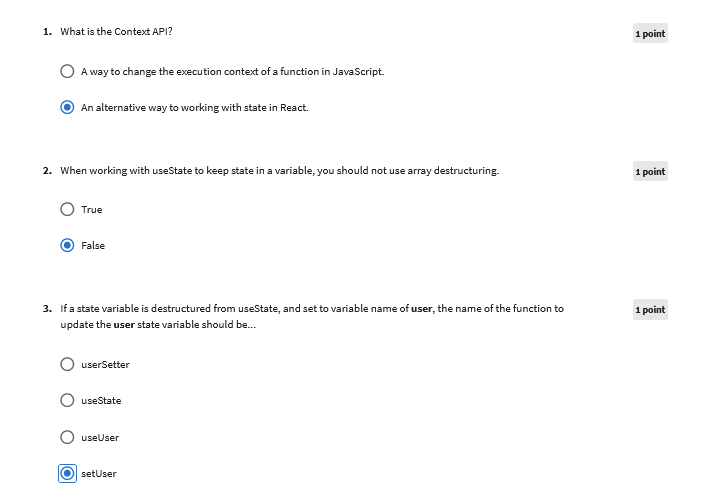 1. What is the Context API?
1 point
A way to change the execution context of a function in JavaScript.
An alternative way to working with state in React.
2. When working with useState to keep state in a variable, you should not use array destructuring.
1 point
True
False
3. If a state variable is destructured from useState, and set to variable name of user, the name of the function to
1 point
update the user state variable should be...
userSetter
useState
useUser
setUser